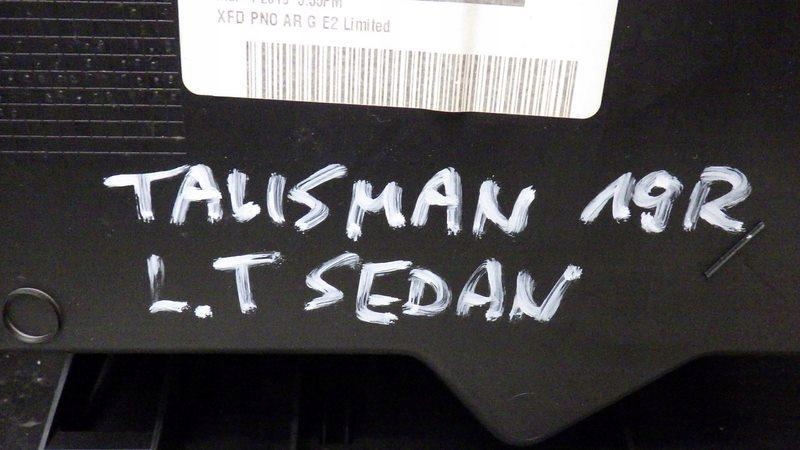 XFD PNO AR G E2 Limited
TALISMAN 19R
L.T SEDAN